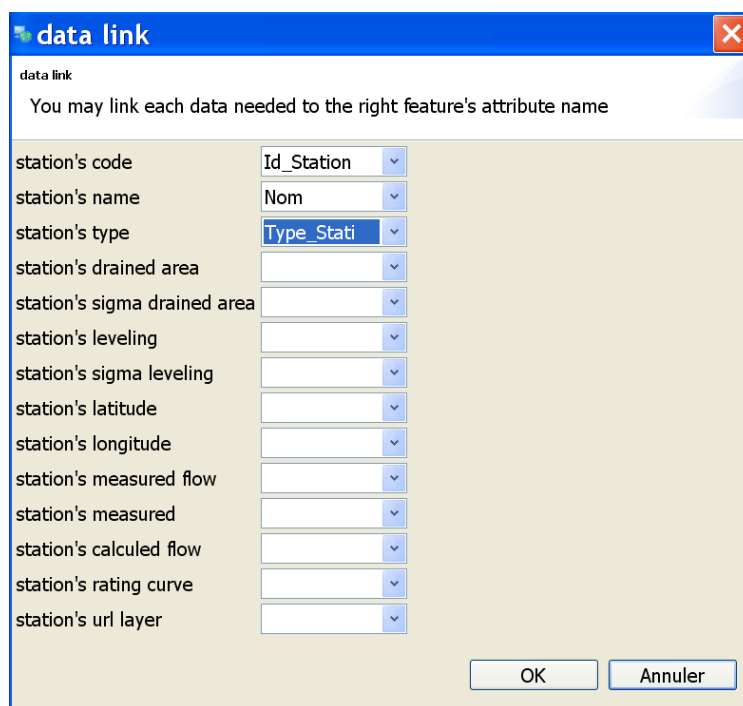 data link
data link
You may link each data needed to the right feature's attribute name
station's code Id_Station
station's name Nom
station's type Type_Stati
station's drained area
station's sigma drained area
station's leveling
station's sigma leveling
station's latitude
station's longitude
station's measured flow
station's measured
station's calculed flow
station's rating curve
station's url layer
OK Annuler